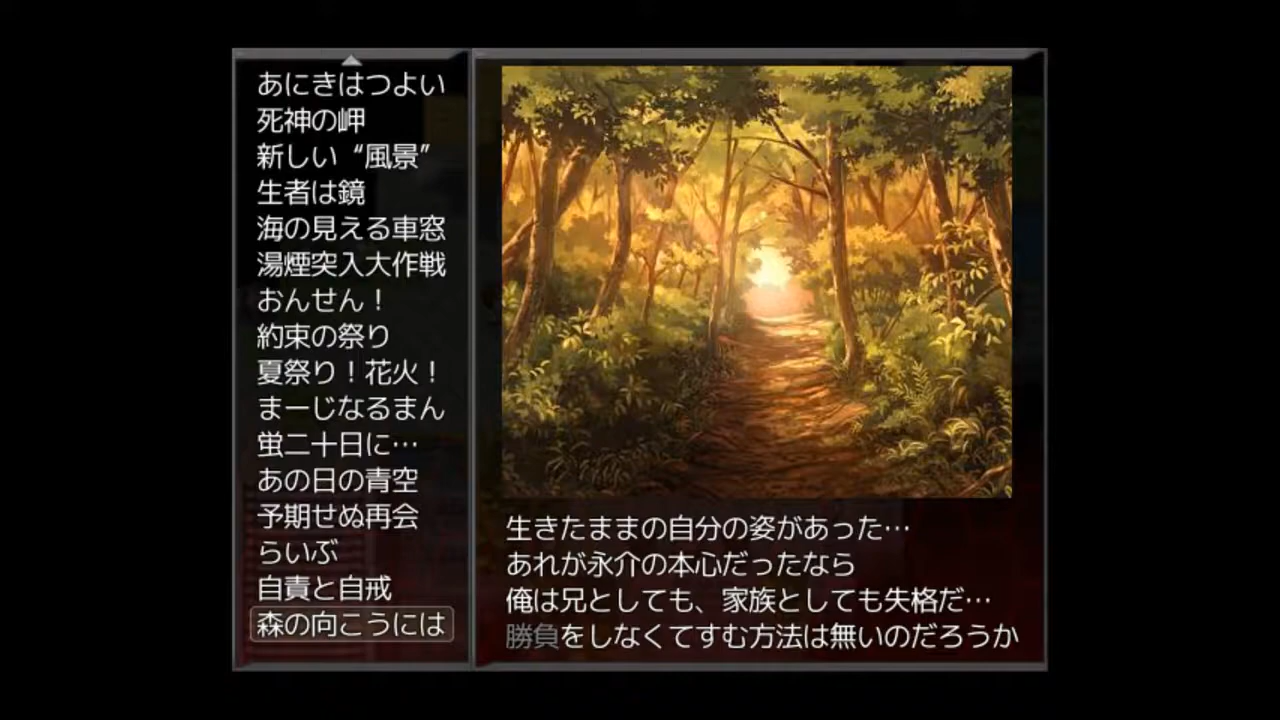 あにきはつよい
死神の岬
新しい“風景”
生者は鏡
海の見える車窓
湯煙突入大作戦
おんせん！
約束の祭り
夏祭り！花火！
まーじなるまん
蛍二十日に…
あの日の青空
予期せぬ再会
らいぶ
自責と自戒
森の向こうには
生きたままの自分の姿があった…
あれが永介の本心だったなら
俺は兄としても、家族としても失格だ…
勝負をしなくてすむ方法は無いのだろうか